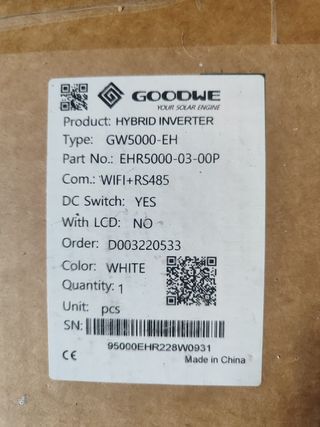 GOODWE
YOUR SOLAR ENGINE
Product: HYBRID INVERTER
Type: GW5000-EH
Part No.: EHR5000-03-00P
Com.: WIFI+RS485
DC Switch: YES
With LCD: NO
Order: D003220533
Color: WHITE
Quantity: 1
Unit: pcs
SN:
95000EHR228W0931
CE Made in China